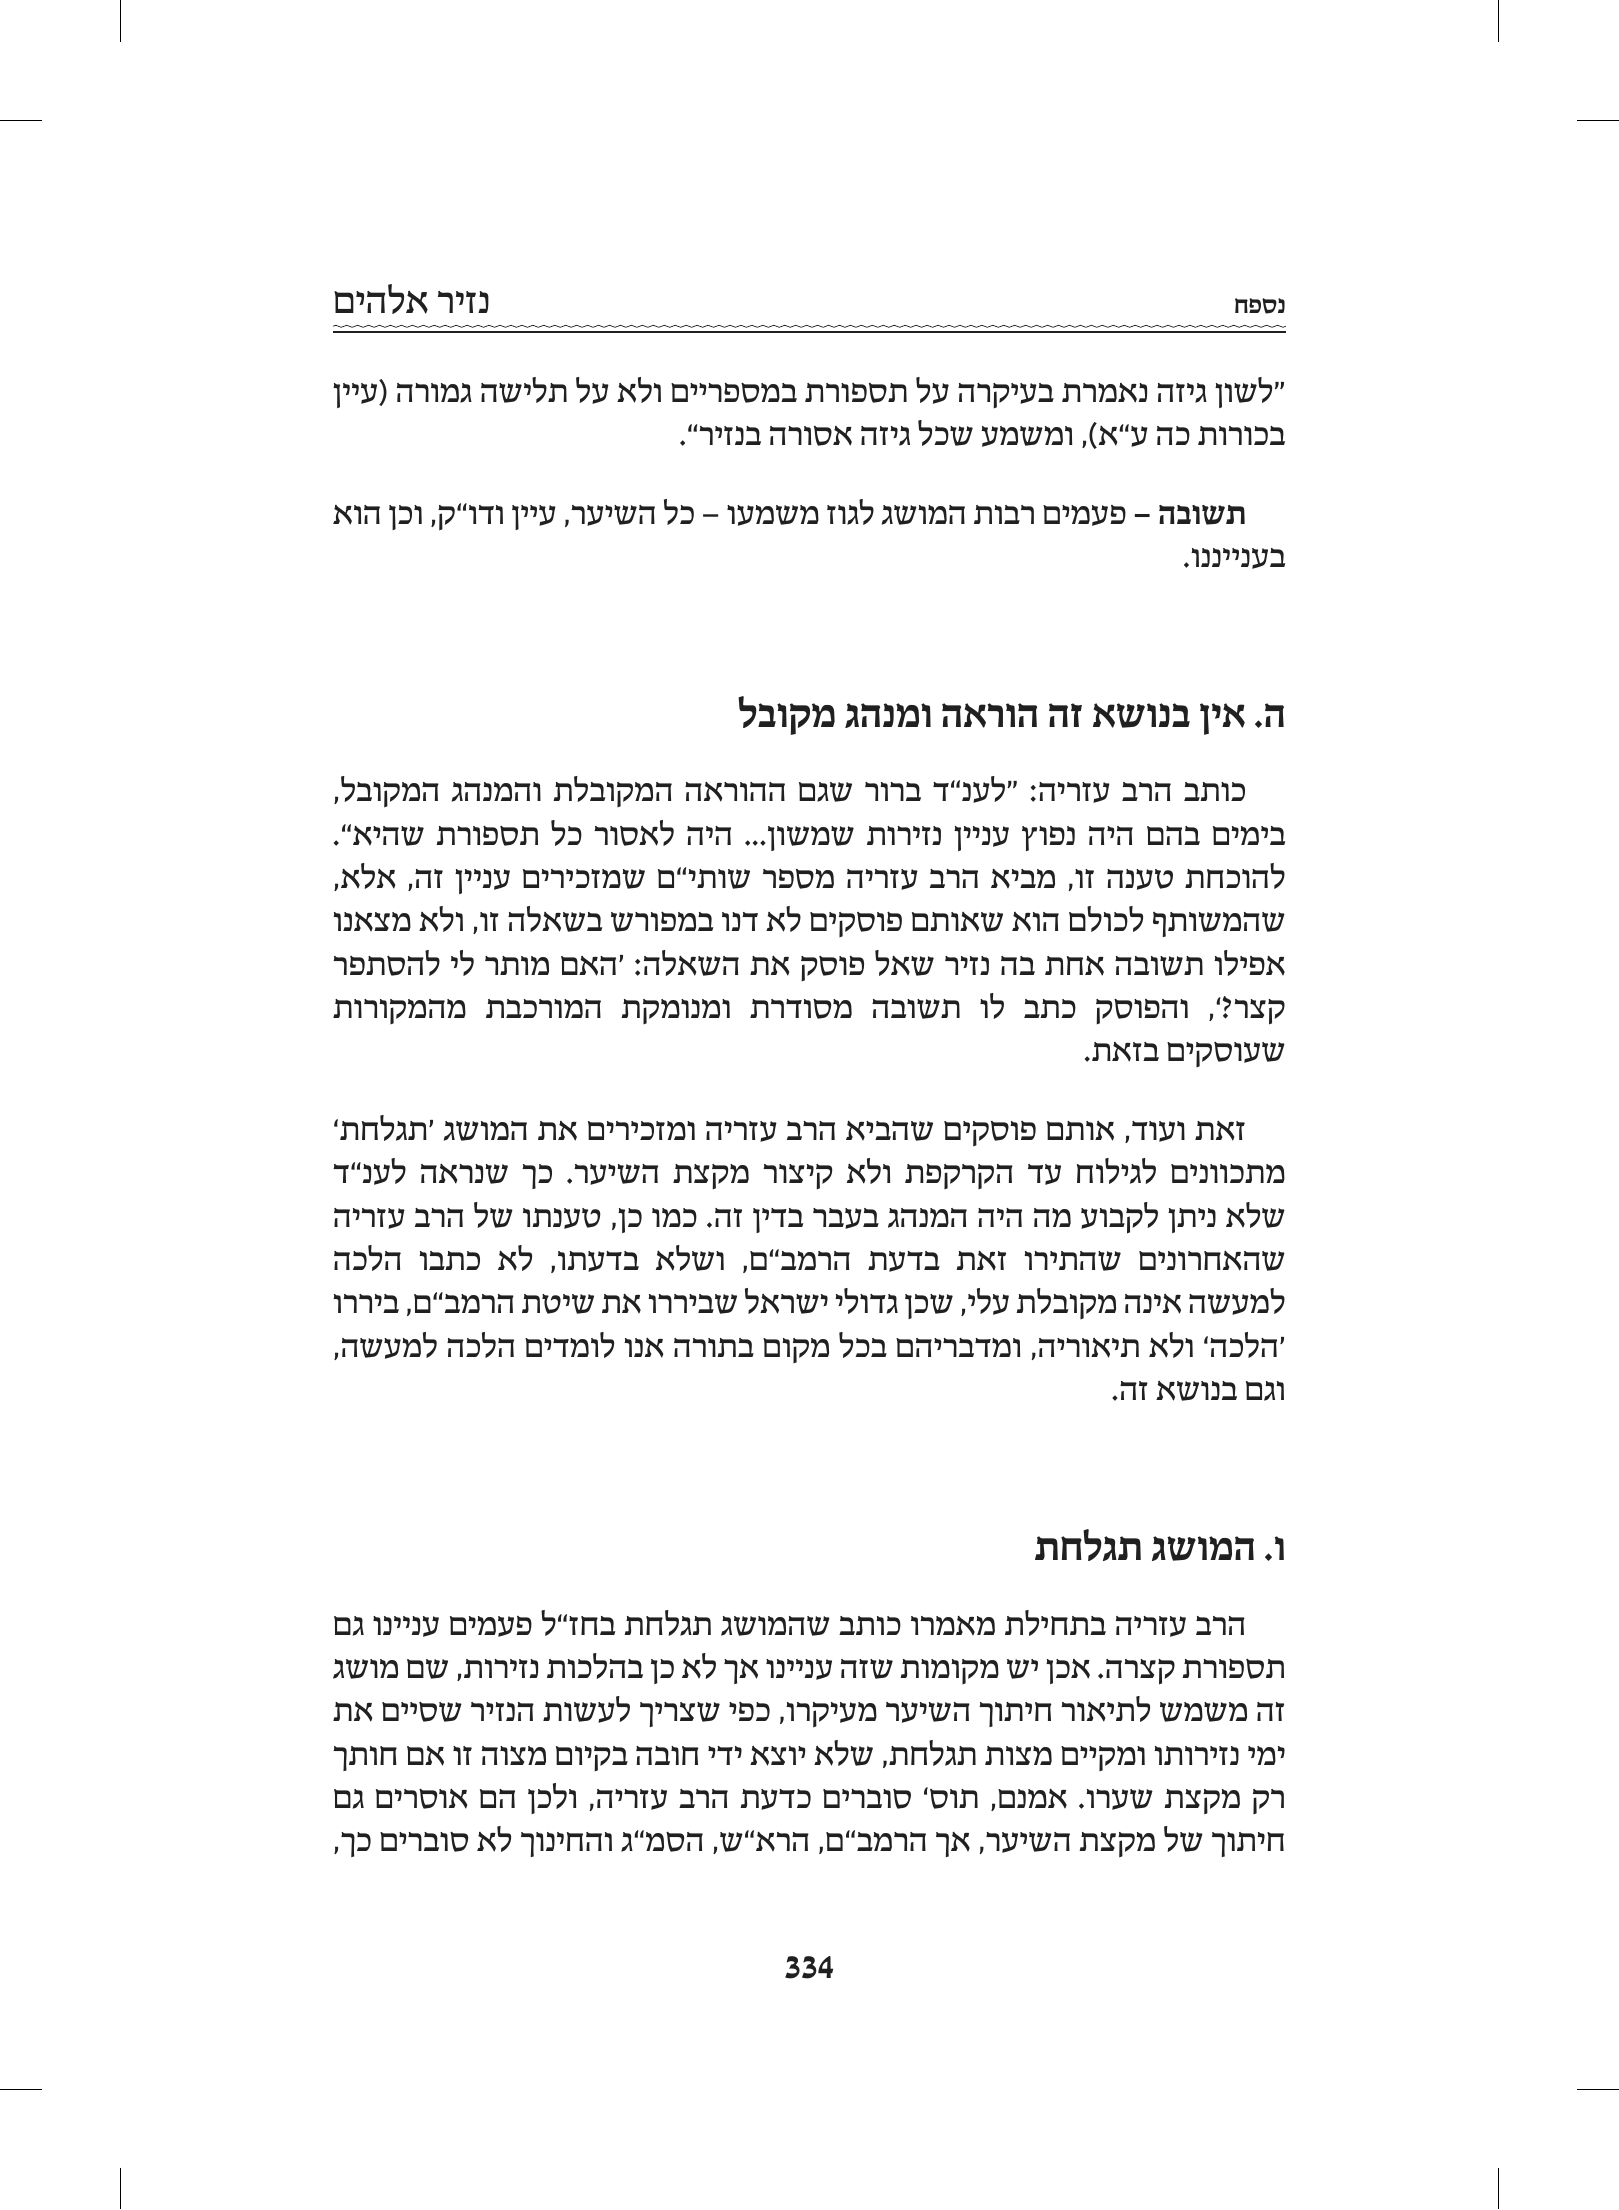 נספח
נזיר אלהים
”לשון גיזה נאמרת בעיקרה על תספורת במספריים ולא על תלישה גמורה (עיין
בכורות כה ע“א), ומשמע שכל גיזה אסורה בנזיר“.
תשובה – פעמים רבות המושג לגוז משמעו – כל השיער, עיין ודו“ק, וכן הוא
בענייננו.
ה. אין בנושא זה הוראה ומנהג מקובל
כותב הרב עזריה: ”לענ“ד ברור שגם ההוראה המקובלת והמנהג המקובל,
בימים בהם היה נפוץ עניין נזירות שמשון... היה לאסור כל תספורת שהיא“.
להוכחת טענה זו, מביא הרב עזריה מספר שותי“ם שמזכירים עניין זה, אלא,
שהמשותף לכולם הוא שאותם פוסקים לא דנו במפורש בשאלה זו, ולא מצאנו
אפילו תשובה אחת בה נזיר שאל פוסק את השאלה: ’האם מותר לי להסתפר
קצר?‘, והפוסק כתב לו תשובה מסודרת ומנומקת המורכבת מהמקורות
שעוסקים בזאת.
זאת ועוד, אותם פוסקים שהביא הרב עזריה ומזכירים את המושג ’תגלחת‘
מתכוונים לגילוח עד הקרקפת ולא קיצור מקצת השיער. כך שנראה לענ“ד
שלא ניתן לקבוע מה היה המנהג בעבר בדין זה. כמו כן, טענתו של הרב עזריה
שהאחרונים שהתירו זאת בדעת הרמב“ם, ושלא בדעתו, לא כתבו הלכה
למעשה אינה מקובלת עלי, שכן גדולי ישראל שביררו את שיטת הרמב“ם, ביררו
’הלכה‘ ולא תיאוריה, ומדבריהם בכל מקום בתורה אנו לומדים הלכה למעשה,
וגם בנושא זה.
ו. המושג תגלחת
הרב עזריה בתחילת מאמרו כותב שהמושג תגלחת בחז“ל פעמים עניינו גם
תספורת קצרה. אכן יש מקומות שזה עניינו אך לא כן בהלכות נזירות, שם מושג
זה משמש לתיאור חיתוך השיער מעיקרו, כפי שצריך לעשות הנזיר שסיים את
ימי נזירותו ומקיים מצות תגלחת, שלא יוצא ידי חובה בקיום מצוה זו אם חותך
רק מקצת שערו. אמנם, תוס‘ סוברים כדעת הרב עזריה, ולכן הם אוסרים גם
חיתוך של מקצת השיער, אך הרמב“ם, הרא“ש, הסמ“ג והחינוך לא סוברים כך,
334